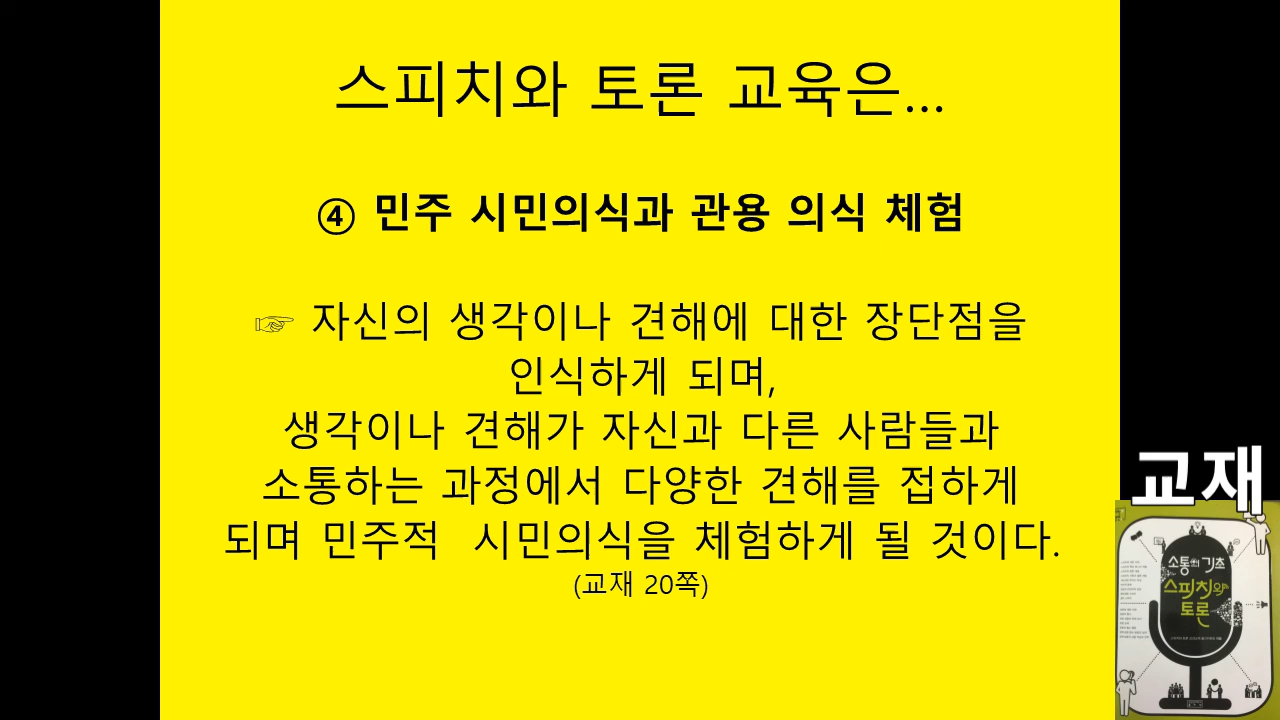 스피치와 토론 교육은...
④ 민주 시민의식과 관용 의식 체험
☞ 자신의 생각이나 견해에 대한 장단점을
인식하게 되며,
생각이나 견해가 자신과 다른 사람들과
소통하는 과정에서 다양한 견해를 접하게
되며 민주적 시민의식을 체험하게 될 것이다.
(교재 20쪽)
교재
소통의 기초
스피치와
토론